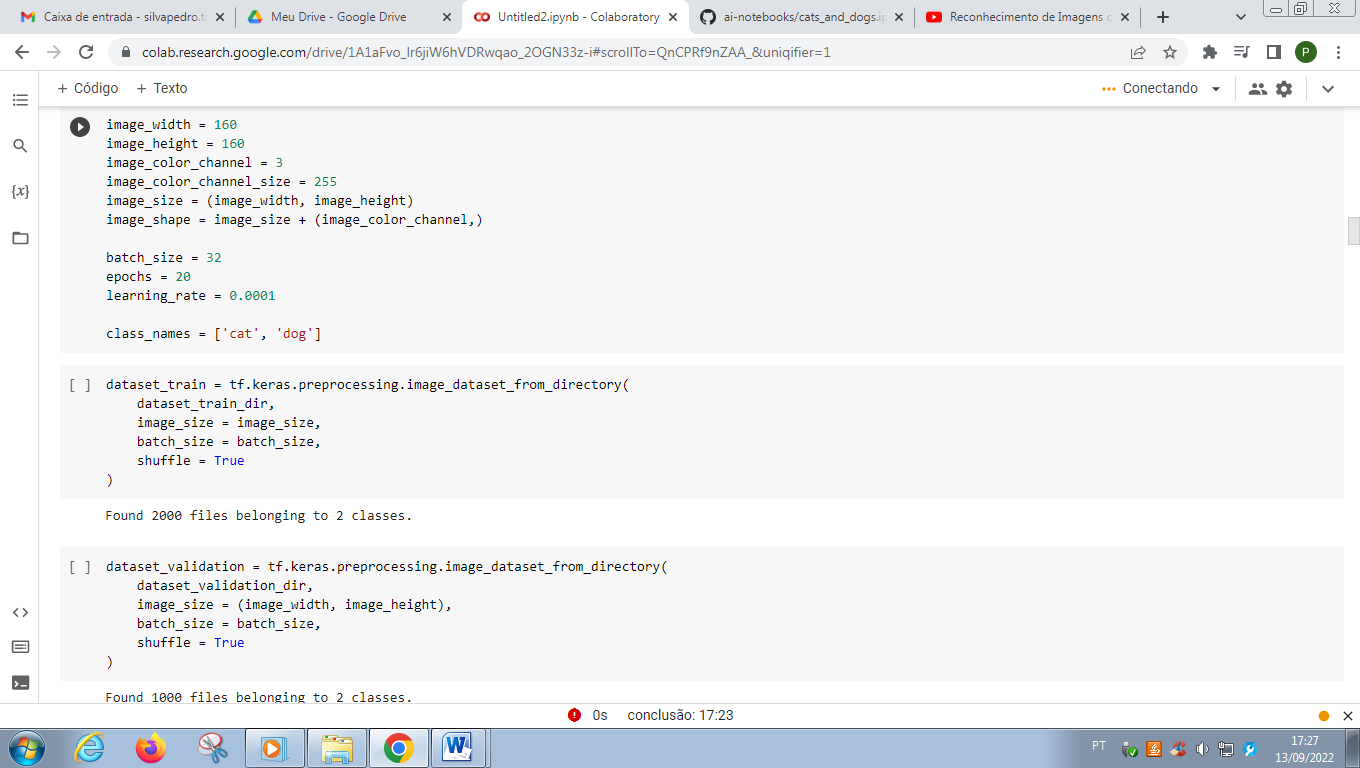 Caixa de entrada - silvapedro.t
Meu Drive - Google Drive
Untitled2.ipynb - Colaboratory
ai-notebooks/cats_and_dogs.ip
Reconhecimento de Imagens c
colab.research.google.com/drive/1A1aFvo_Ir6jiW6hVDRwqao_2OGN33z-i#scrollTo=QnCPRf9nZAA_&uniqifier=1
P
+ Código + Texto
Conectando
image_width = 160
image_height = 160
image_color_channel = 3
image_color_channel_size = 255
image_size = (image_width, image_height)
image_shape = image_size + (image_color_channel,)
batch_size = 32
epochs = 20
learning_rate = 0.0001
class_names = ['cat', 'dog']
[ ] dataset_train = tf.keras.preprocessing.image_dataset_from_directory(
dataset_train_dir,
image_size = image_size,
batch_size = batch_size,
shuffle = True
)
Found 2000 files belonging to 2 classes.
[ ] dataset_validation = tf.keras.preprocessing.image_dataset_from_directory(
dataset_validation_dir,
image_size = (image_width, image_height),
batch_size = batch_size,
shuffle = True
)
Found 1000 files belonging to 2 classes.
{x}
0s conclusão: 17:23
PT
17:27
13/09/2022